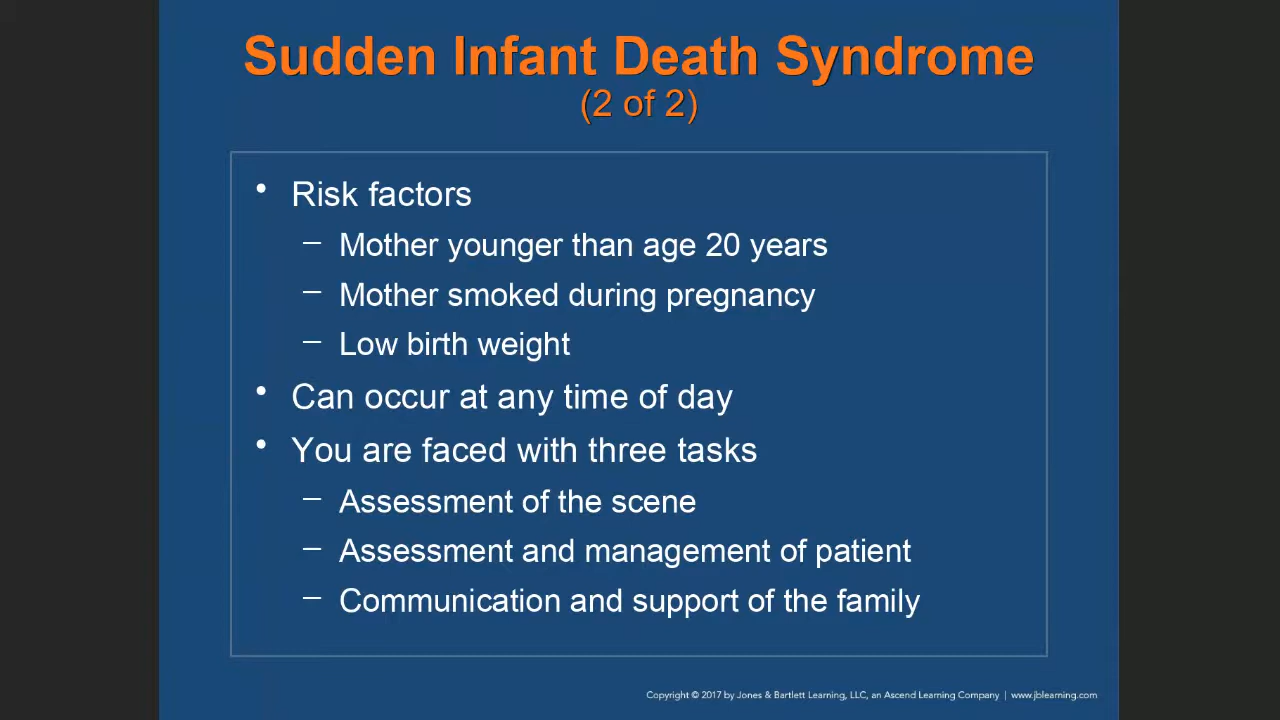 Sudden Infant Death Syndrome
(2 of 2)
• Risk factors
– Mother younger than age 20 years
– Mother smoked during pregnancy
– Low birth weight
• Can occur at any time of day
• You are faced with three tasks
– Assessment of the scene
– Assessment and management of patient
– Communication and support of the family
Copyright © 2017 by Jones & Bartlett Learning, LLC, an Ascend Learning Company | www.jblearning.com